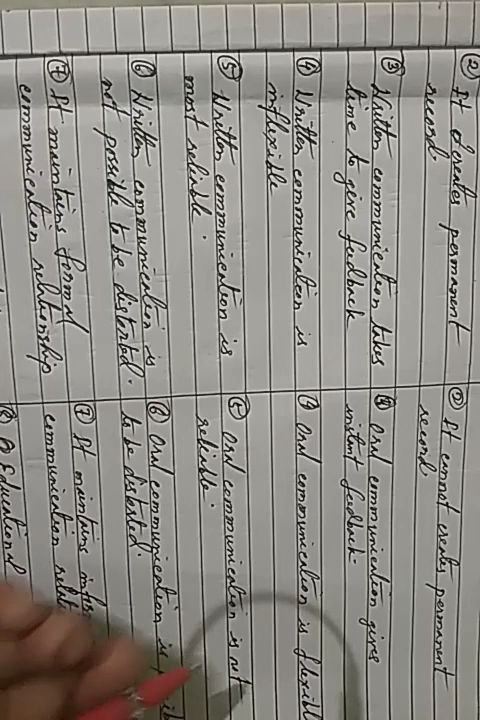 ② It creates permanent
record
③ Written communication takes
time to give feedback
④ Written communication is
inflexible
⑤ Written communication is
most reliable.
⑥ Written communication is
not possible to be distorted.
⑦ It maintains formal
communication relationship
② It cannot creates permanent
record.
③ Oral communication give
instant feedback.
④ Oral communication is flexible
⑤ Oral communication is not
reliable.
⑥ Oral communication is
to be distorted.
⑦ It maintains
communication
Educational